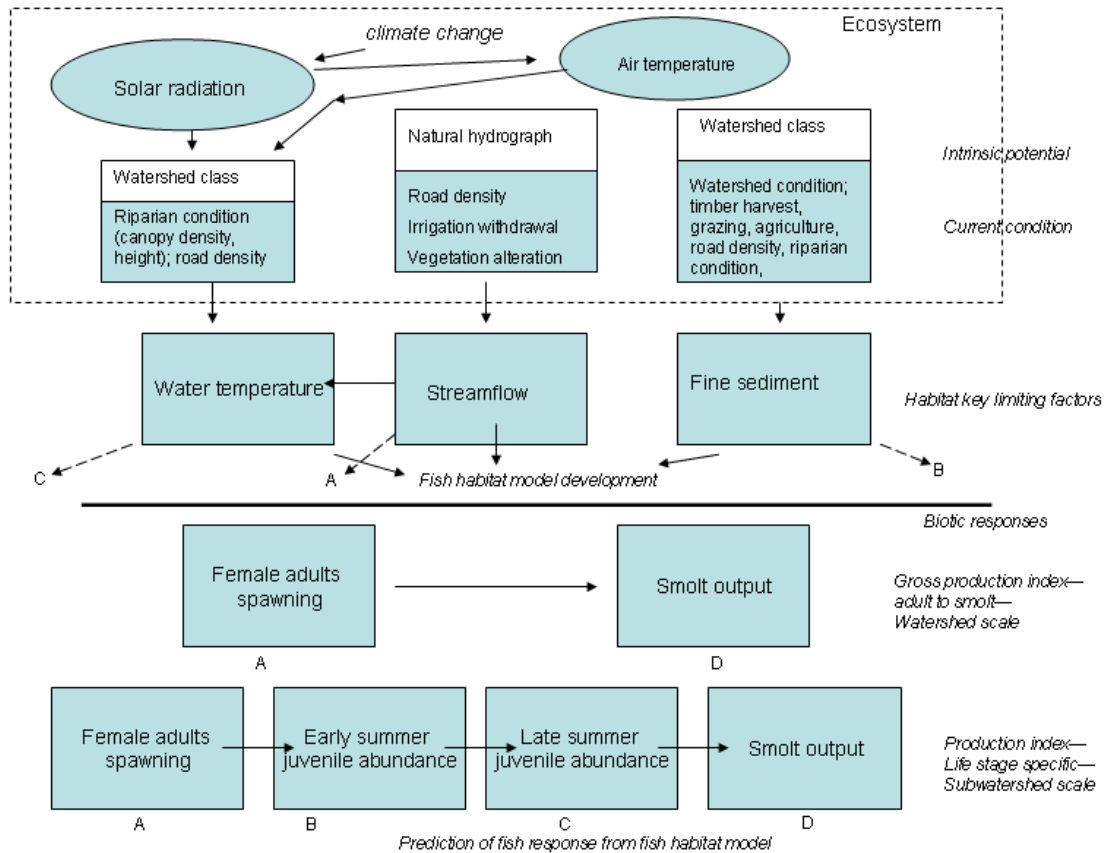 Ecosystem
climate change
Solar radiation
Air temperature
Watershed class
Riparian condition
(canopy density,
height); road density
Natural hydrograph
Road density
Irrigation withdrawal
Vegetation alteration
Watershed class
Watershed condition;
timber harvest,
grazing, agriculture,
road density, riparian
condition,
Intrinsic potential
Current condition
Water temperature
Streamflow
Fine sediment
Habitat key limiting factors
C
A
Fish habitat model development
B
Biotic responses
Female adults
spawning
A
Smolt output
D
Gross production index—
adult to smolt—
Watershed scale
Female adults
spawning
A
Early summer
juvenile abundance
B
Late summer
juvenile abundance
C
Smolt output
D
Production index—
Life stage specific—
Subwatershed scale
Prediction of fish response from fish habitat model